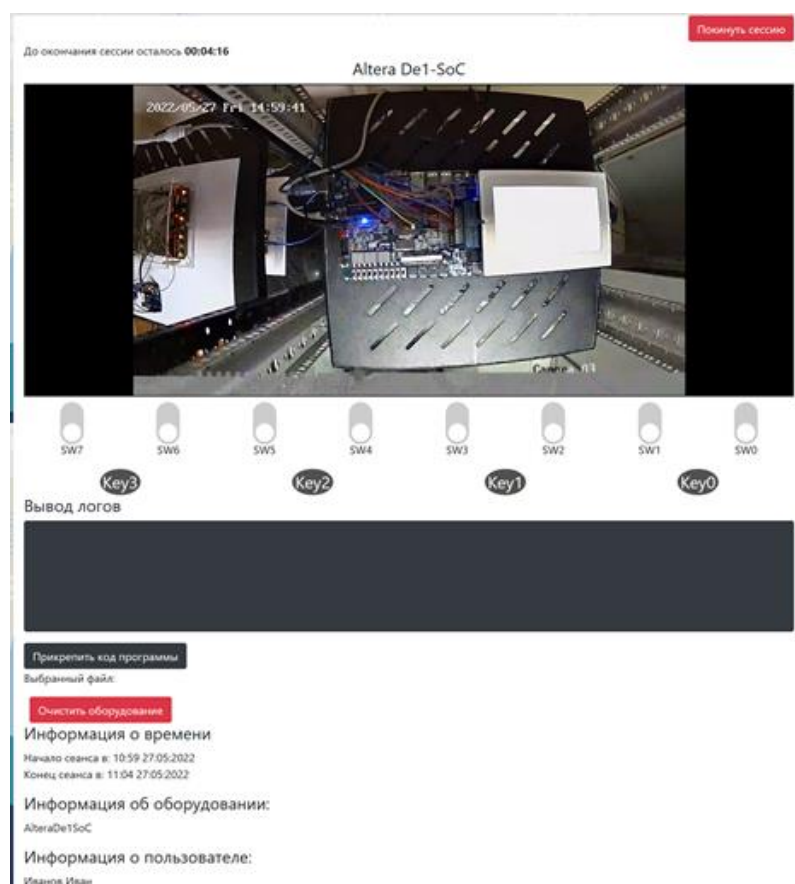 Покинуть сессию
До окончания сессии осталось 00:04:16
Altera De1-SoC
2022/05/27 Fri 14:59:41
03
SW7 SW6 SW5 SW4 SW3 SW2 SW1 SW0
Key3 Key2 Key1 Key0
Вывод логов
Прикрепить код программы
Выбранный файл:
Очистить оборудование
Информация о времени
Начало сеанса в: 10:59 27:05:2022
Конец сеанса в: 11:04 27:05:2022
Информация об оборудовании:
AlteraDe1SoC
Информация о пользователе:
Иванов Иван